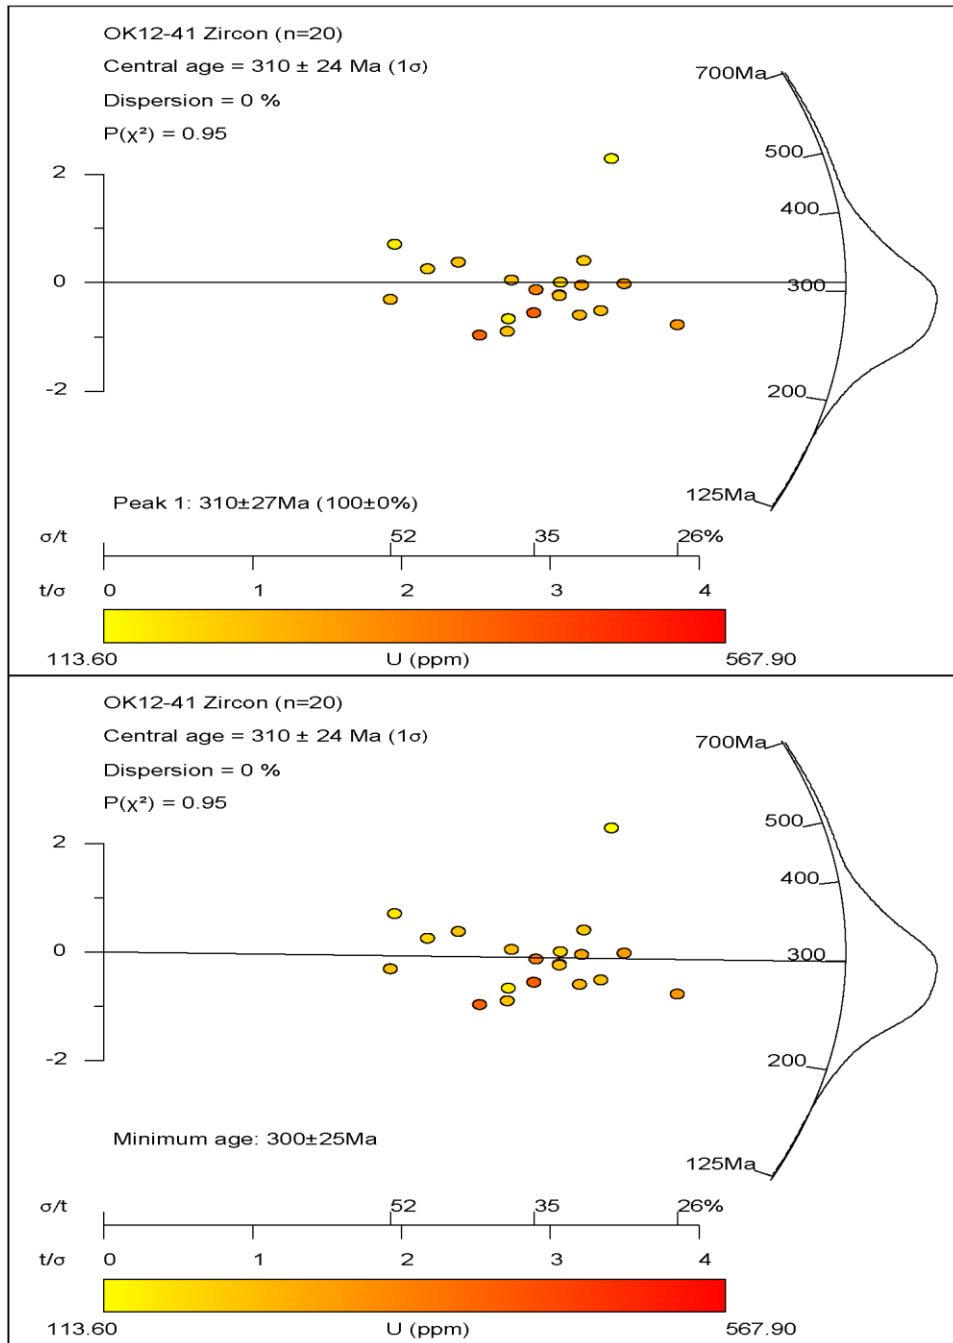 OK12-41 Zircon (n=20)
Central age = 310 ± 24 Ma (1σ)
Dispersion = 0 %
P(χ²) = 0.95
700Ma
500
400
300
200
125Ma
2
0
-2
Peak 1: 310±27Ma (100±0%)
σ/t
52
35
26%
t/σ
0
1
2
3
4
113.60
U (ppm)
567.90
OK12-41 Zircon (n=20)
Central age = 310 ± 24 Ma (1σ)
Dispersion = 0 %
P(χ²) = 0.95
700Ma
500
400
300
200
125Ma
2
0
-2
Minimum age: 300±25Ma
σ/t
52
35
26%
t/σ
0
1
2
3
4
113.60
U (ppm)
567.90